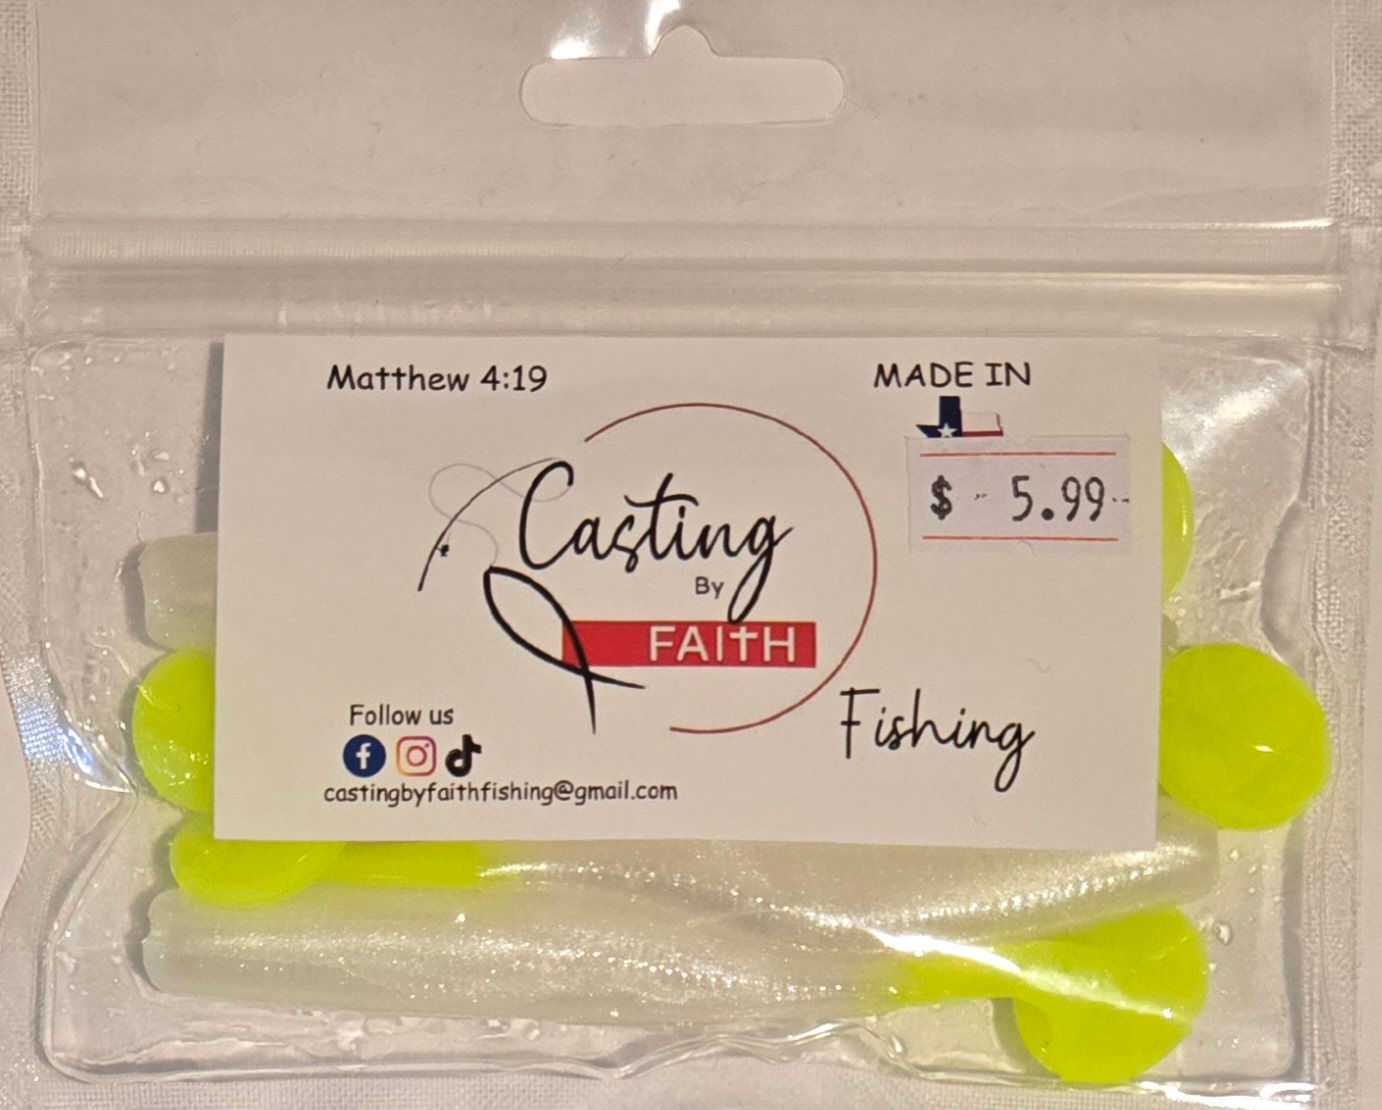 Matthew 4:19
MADE IN
$ 5.99
Casting
By
FAITH
Fishing
Follow us
castingbyfaithfishing@gmail.com